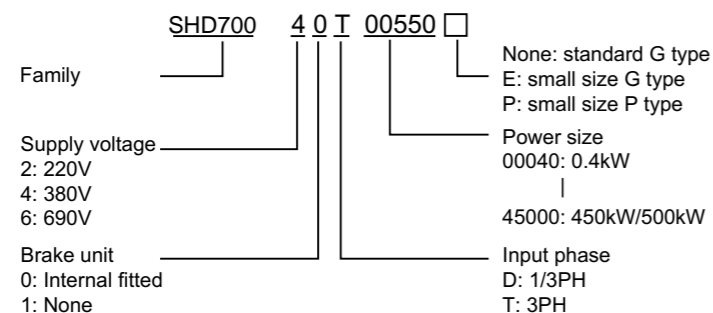 SHD700 4 0 T 00550 □
Family
Supply voltage
2: 220V
4: 380V
6: 690V
Brake unit
0: Internal fitted
1: None
None: standard G type
E: small size G type
P: small size P type
Power size
00040: 0.4kW
|
45000: 450kW/500kW
Input phase
D: 1/3PH
T: 3PH